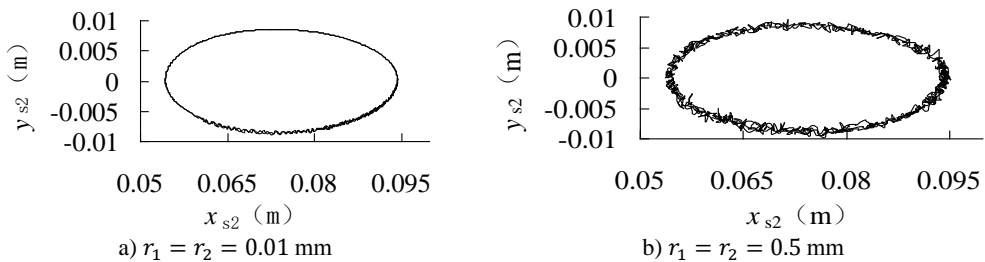 0.01
0.005
0
-0.005
-0.01
y s2 （m）
0.05 0.065 0.08 0.095
x s2 （m）
a) r₁ = r₂ = 0.01 mm
0.01
0.005
0
-0.005
-0.01
y s2 （m）
0.05 0.065 0.08 0.095
x s2 （m）
b) r₁ = r₂ = 0.5 mm